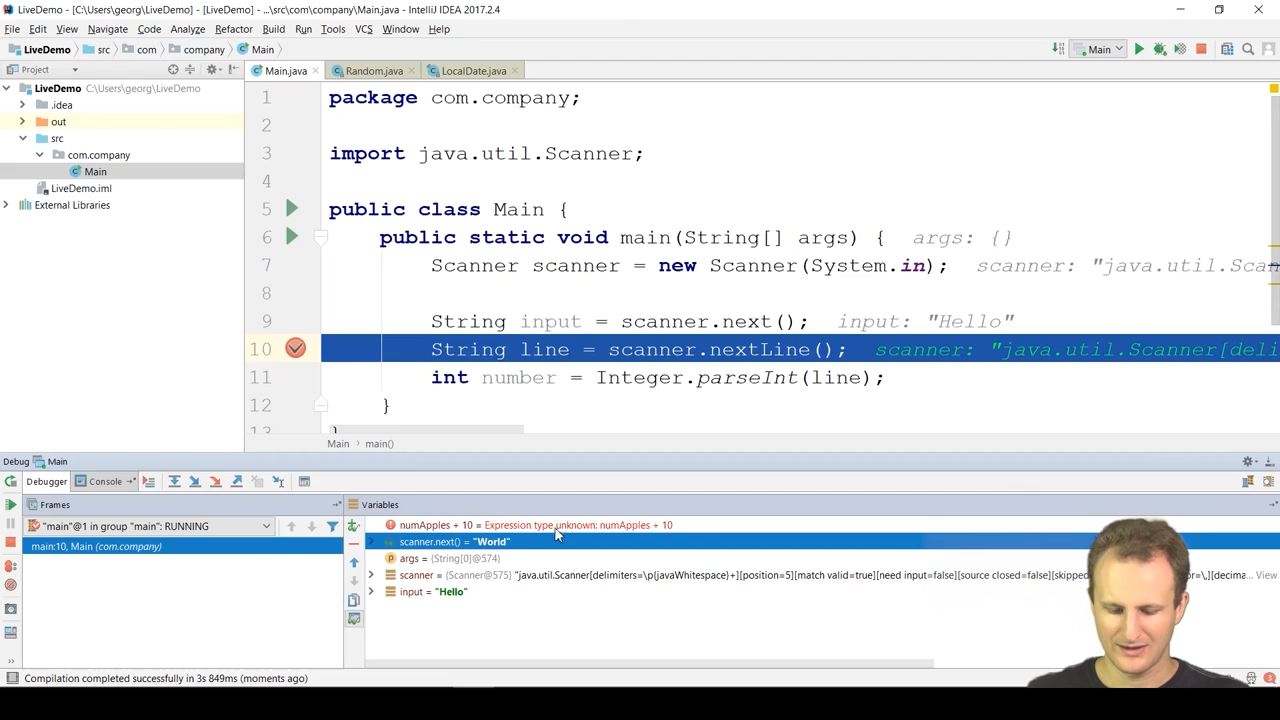 LiveDemo - [C:\Users\georg\LiveDemo] - [LiveDemo] - ...\src\com\company\Main.java - IntelliJ IDEA 2017.2.4
File Edit View Navigate Code Analyze Refactor Build Run Tools VCS Window Help
LiveDemo src com company Main Main
Project Main.java Random.java LocalDate.java
LiveDemo C:\Users\georg\LiveDemo
.idea
out
src
com.company
Main
LiveDemo.iml
External Libraries
1 package com.company;
2
3 import java.util.Scanner;
4
5 public class Main {
6 public static void main(String[] args) { args: {}
7 Scanner scanner = new Scanner(System.in); scanner: "java.util.Scan
8
9 String input = scanner.next(); input: "Hello"
10 String line = scanner.nextLine(); scanner: "java.util.Scanner[deli
11 int number = Integer.parseInt(line);
12 }
13 }
Main main()
Debug Main
Debugger Console
Frames Variables
"main"@1 in group "main": RUNNING
main:10, Main (com.company)
numApples + 10 = Expression type unknown: numApples + 10
scanner.next() = "World"
args = {String[0]@574}
scanner = {Scanner@575} "java.util.Scanner[delimiters=\p{javaWhitespace}+][position=5][match valid=true][need input=false][source closed=false][skipped or=\,][decima... View
input = "Hello"
Compilation completed successfully in 3s 849ms (moments ago)